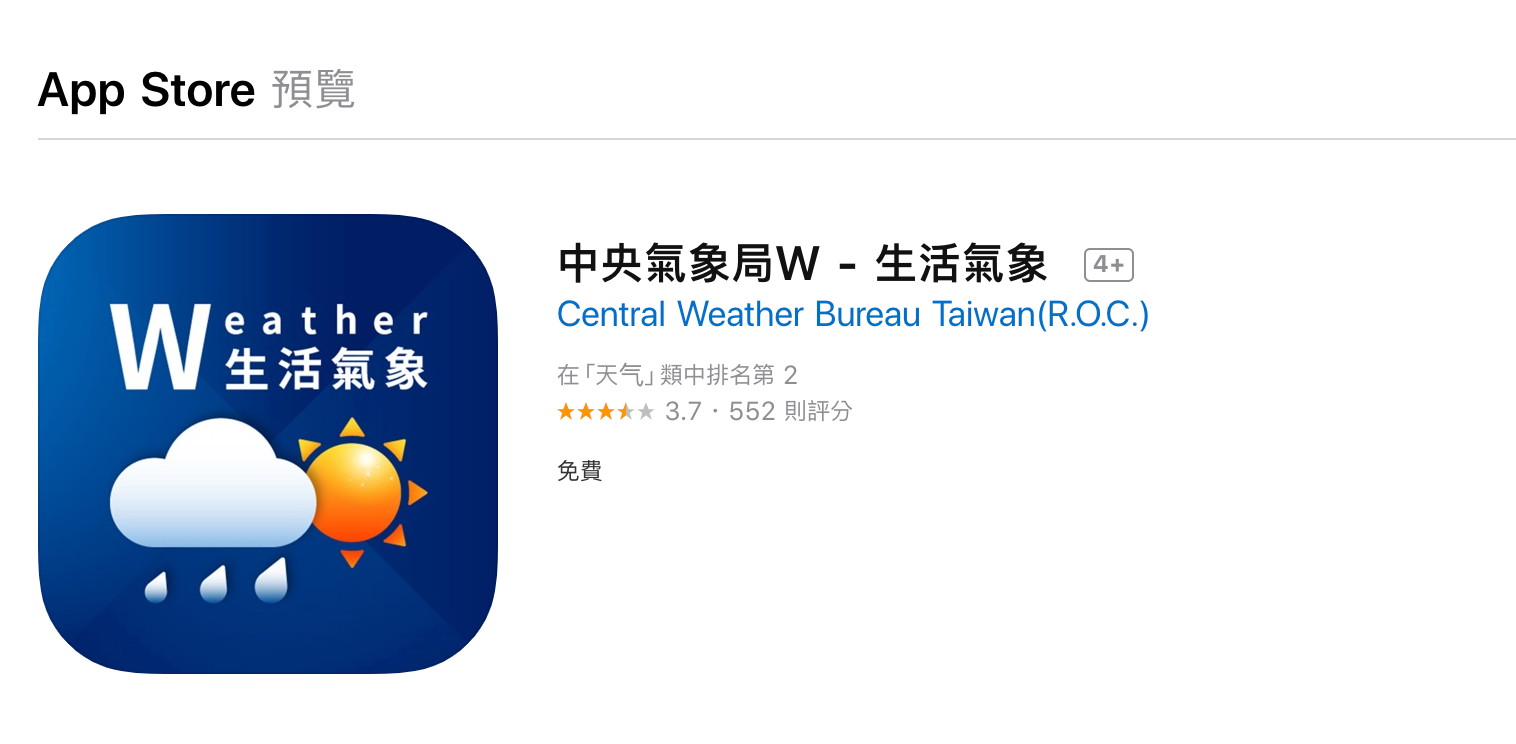 App Store 預覽
Weather
生活氣象
中央氣象局W - 生活氣象 4+
Central Weather Bureau Taiwan(R.O.C.)
在「天气」類中排名第 2
3.7 • 552 則評分
免費